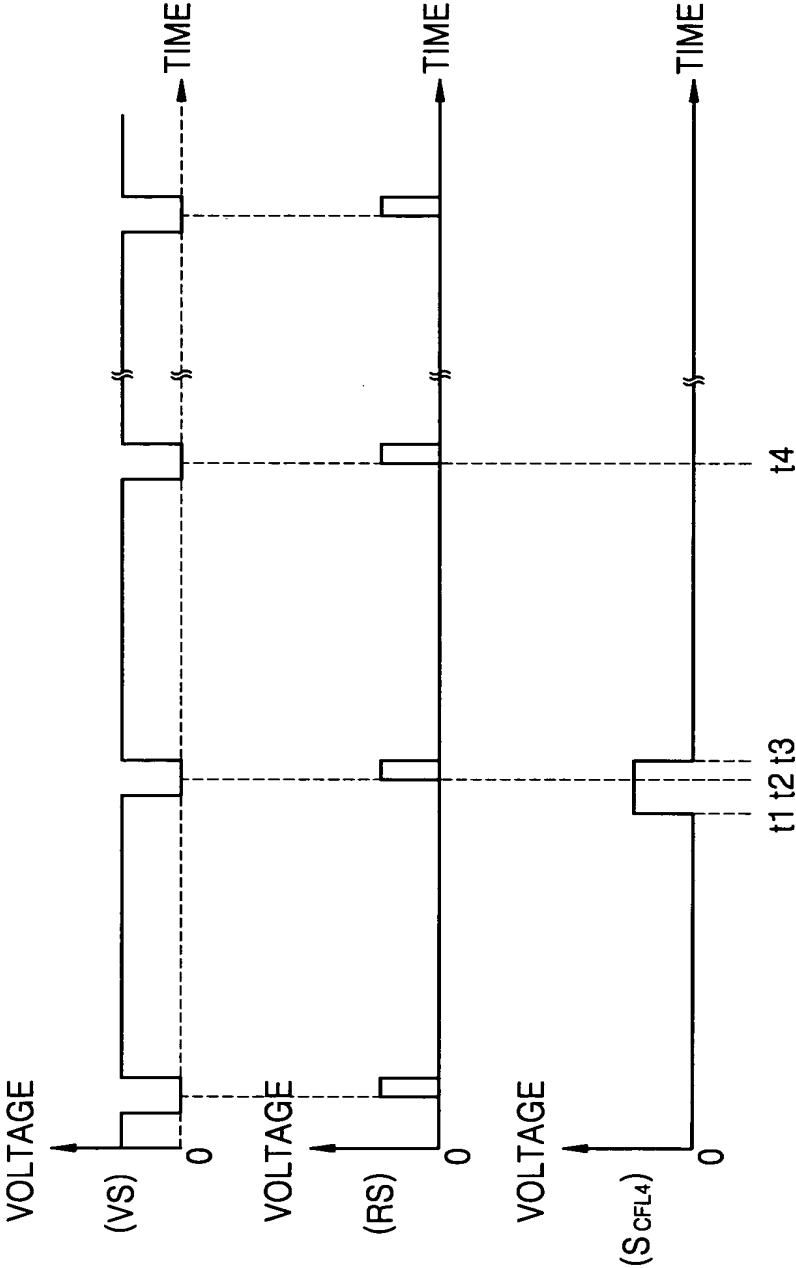 VOLTAGE
(VS)
0
TIME
VOLTAGE
(RS)
0
TIME
VOLTAGE
(SCFL4)
0
TIME
t1 t2 t3
t4